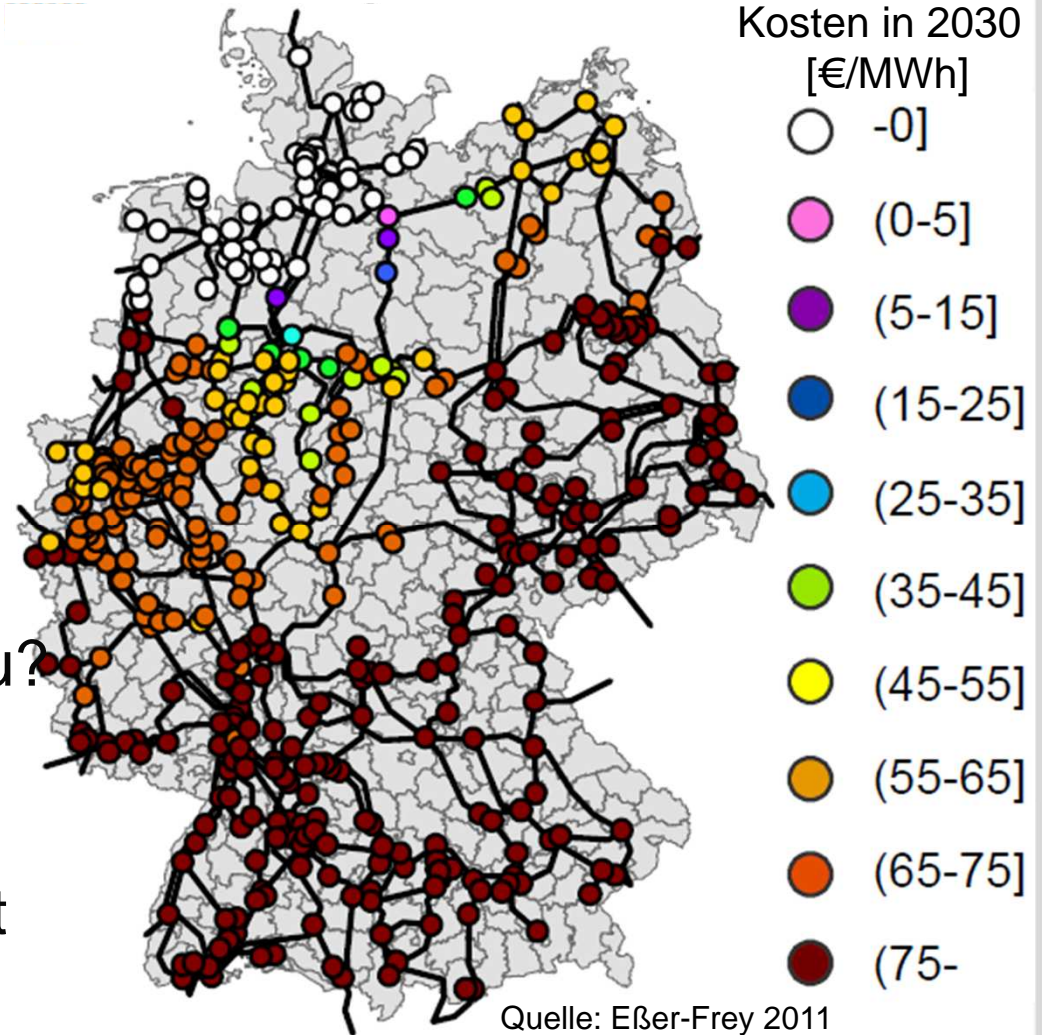 Kosten in 2030
[€/MWh]
-0]
(0-5]
(5-15]
(15-25]
(25-35]
(35-45]
(45-55]
(55-65]
(65-75]
(75-
u?
t
Quelle: Eßer-Frey 2011